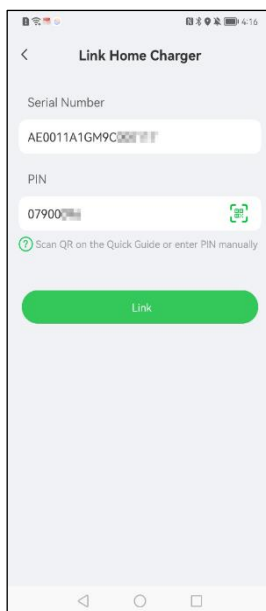 4:16
Link Home Charger
Serial Number
AE0011A1GM9C
PIN
07900
Scan QR on the Quick Guide or enter PIN manually
Link